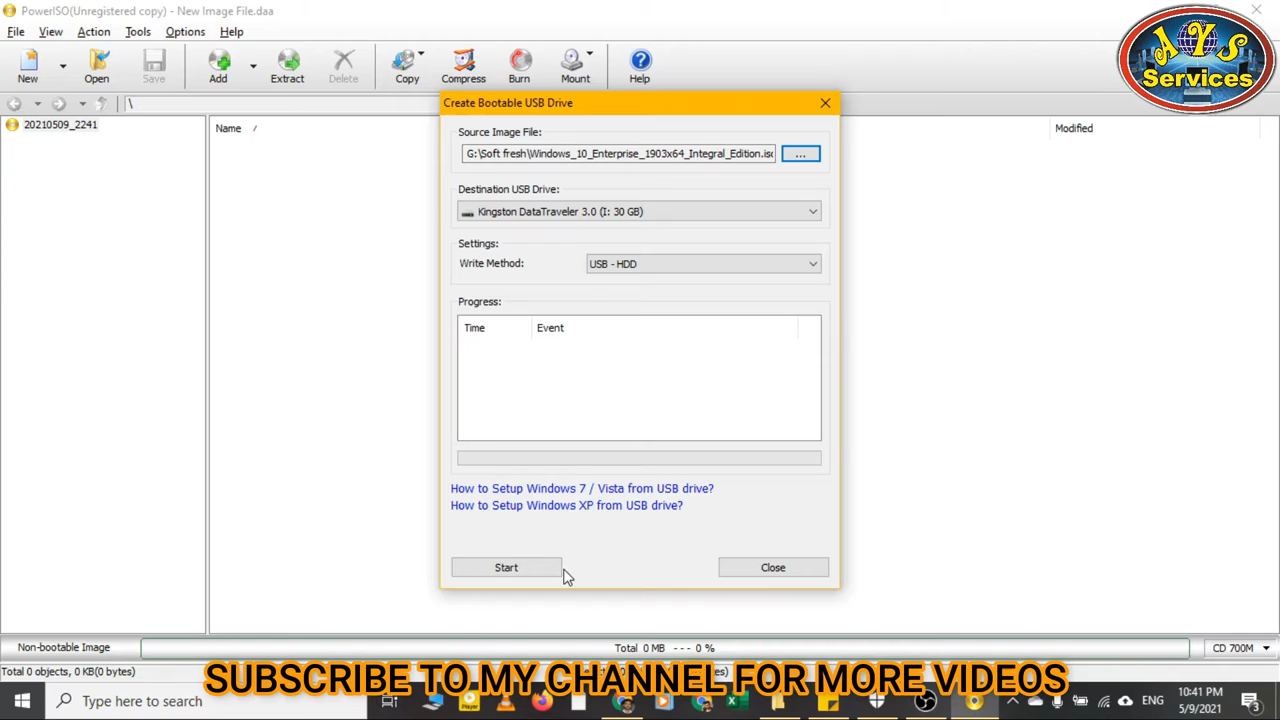 PowerISO(Unregistered copy) - New Image File.daa
File View Action Tools Options Help
New Open Save Add Extract Delete Copy Compress Burn Mount Help
\
20210509_2241
Name / Modified
Create Bootable USB Drive
Source Image File:
G:\Soft fresh\Windows_10_Enterprise_1903x64_Integral_Edition.iso
...
Destination USB Drive:
Kingston DataTraveler 3.0 (I: 30 GB)
Settings:
Write Method: USB - HDD
Progress:
Time Event
How to Setup Windows 7 / Vista from USB drive?
How to Setup Windows XP from USB drive?
Start Close
Non-bootable Image Total 0 MB --- 0 % CD 700M
Total 0 objects, 0 KB(0 bytes)
SUBSCRIBE TO MY CHANNEL FOR MORE VIDEOS
Type here to search
ENG
10:41 PM
5/9/2021
3
AYS
Services